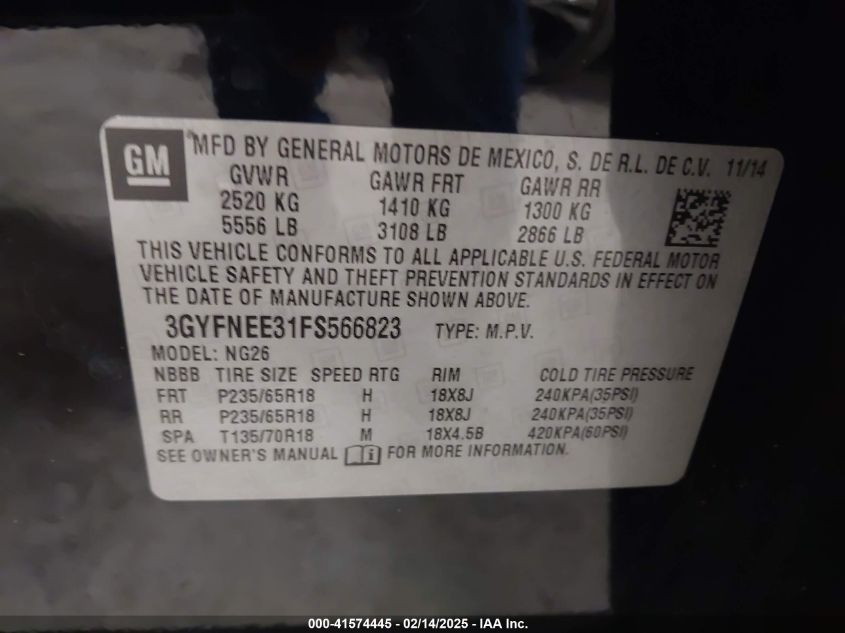 GM MFD BY GENERAL MOTORS DE MEXICO, S. DE R.L. DE C.V. 11/14
GVWR GAWR FRT GAWR RR
2520 KG 1410 KG 1300 KG
5556 LB 3108 LB 2866 LB
THIS VEHICLE CONFORMS TO ALL APPLICABLE U.S. FEDERAL MOTOR
VEHICLE SAFETY AND THEFT PREVENTION STANDARDS IN EFFECT ON
THE DATE OF MANUFACTURE SHOWN ABOVE.
3GYFNEE31FS566823 TYPE: M.P.V.
MODEL: NG26
NBBB TIRE SIZE SPEED RTG RIM COLD TIRE PRESSURE
FRT P235/65R18 H 18X8J 240KPA(35PSI)
RR P235/65R18 H 18X8J 240KPA(35PSI)
SPA T135/70R18 M 18X4.5B 420KPA(60PSI)
SEE OWNER'S MANUAL i FOR MORE INFORMATION.
000-41574445 - 02/14/2025 - IAA Inc.